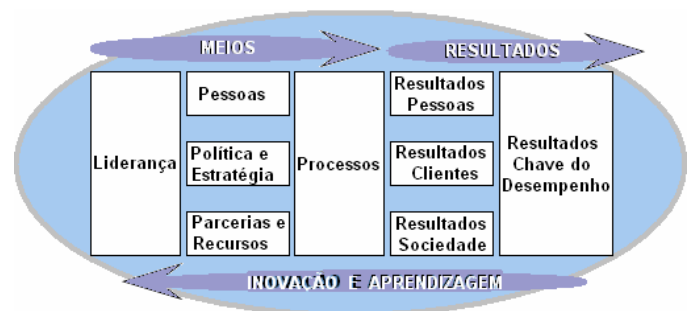 MEIOS
RESULTADOS
Liderança
Pessoas
Política e
Estratégia
Parcerias e
Recursos
Processos
Resultados
Pessoas
Resultados
Clientes
Resultados
Sociedade
Resultados
Chave do
Desempenho
INOVAÇÃO E APRENDIZAGEM